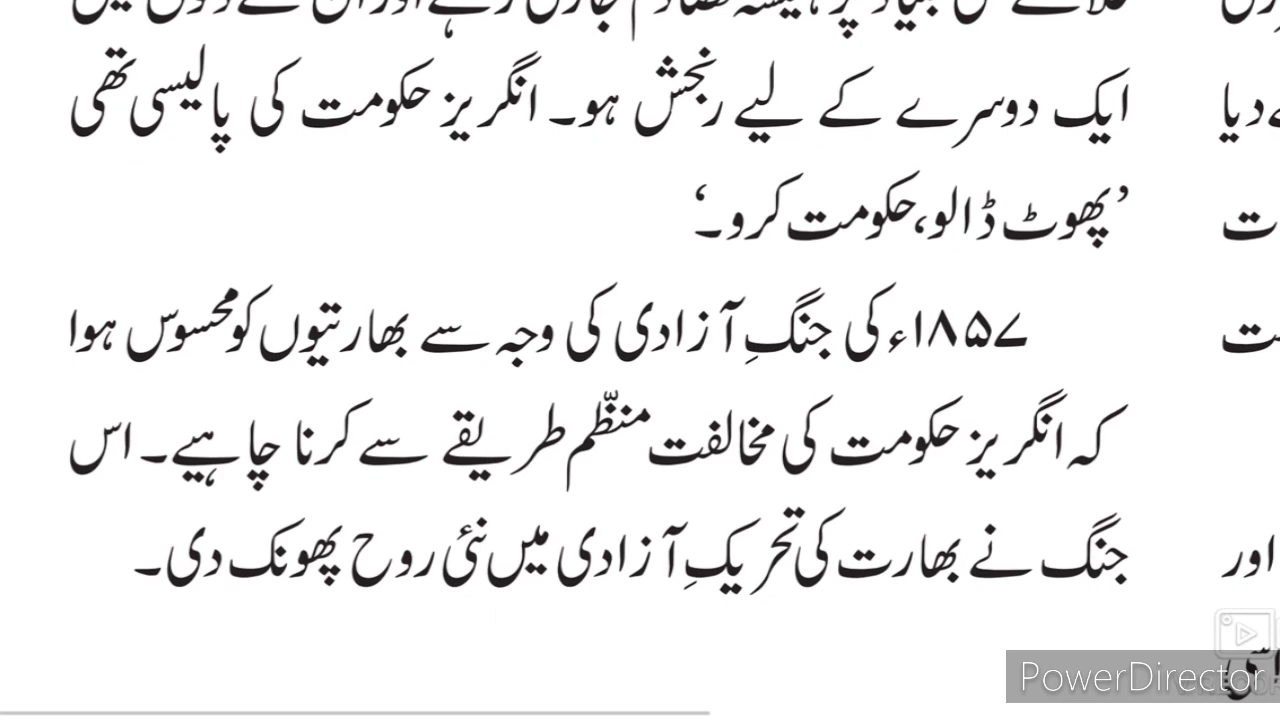 ایک دوسرے کے لیے رنجش ہو۔ انگریز حکومت کی پالیسی تھی
’پھوٹ ڈالو، حکومت کرو۔‘
۱۸۵۷ء کی جنگِ آزادی کی وجہ سے بھارتیوں کو محسوس ہوا
کہ انگریز حکومت کی مخالفت منظّم طریقے سے کرنا چاہیے۔ اس
جنگ نے بھارت کی تحریکِ آزادی میں نئی روح پھونک دی۔
اور
PowerDirector